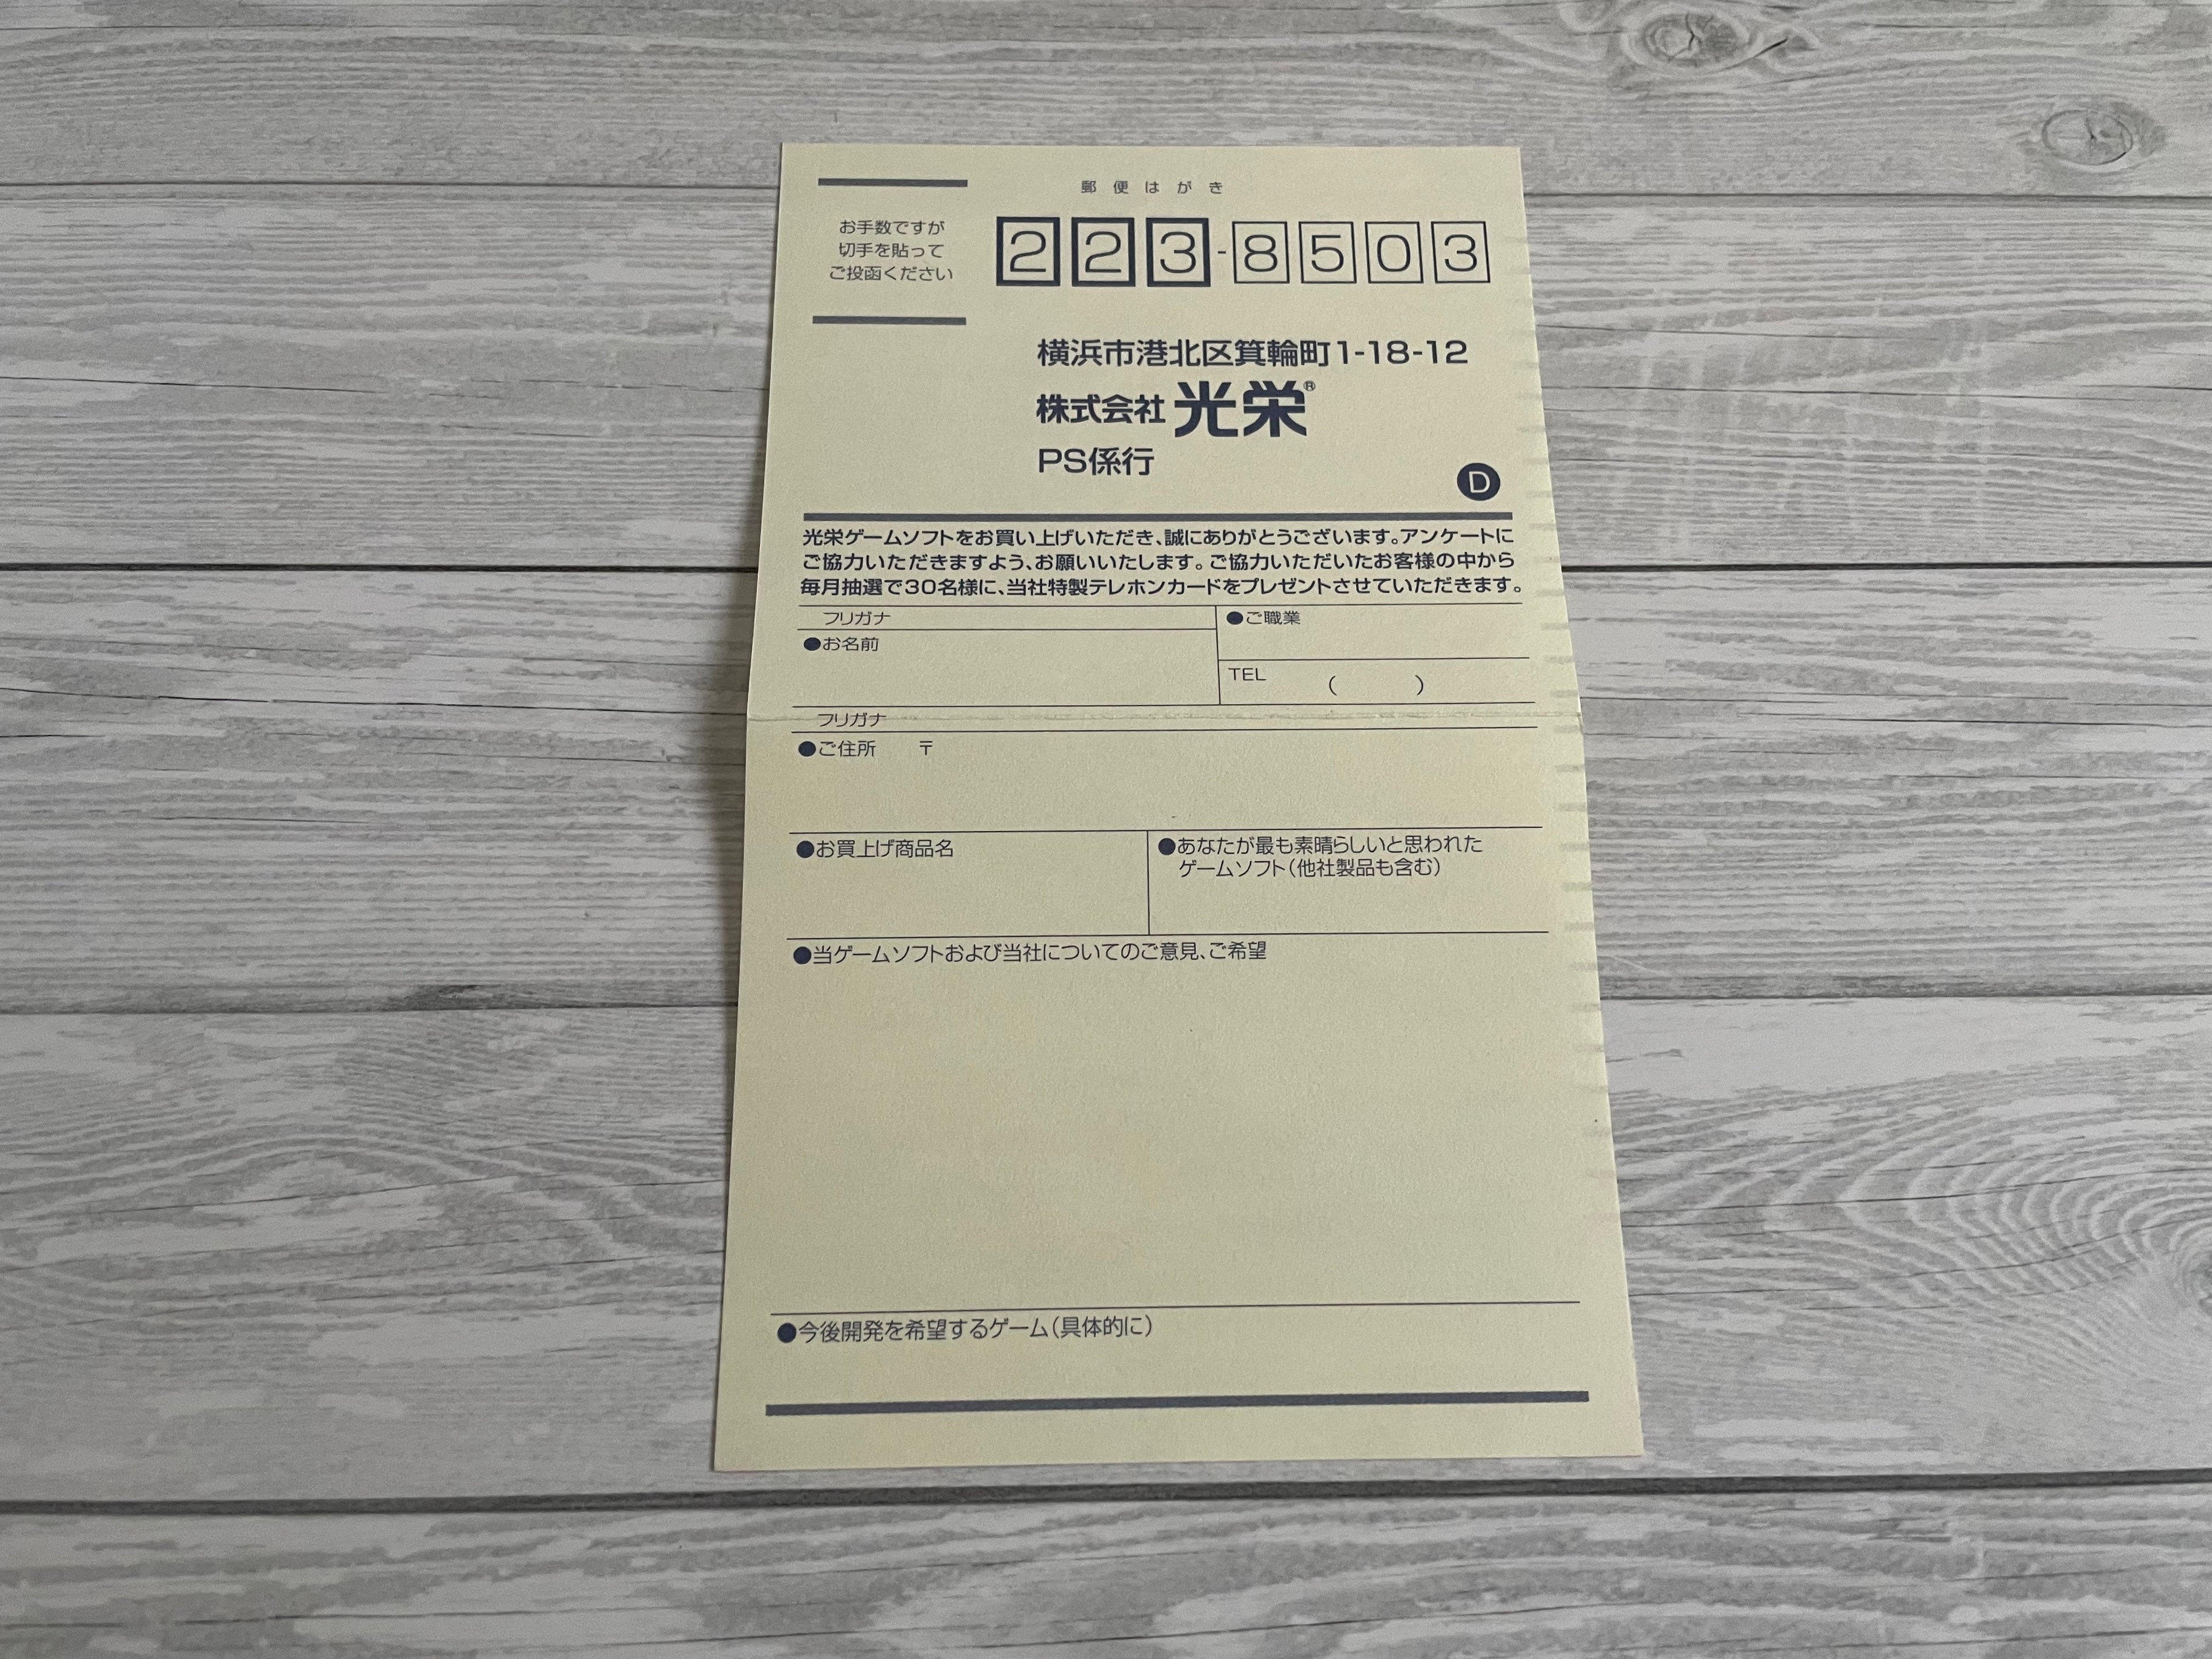 郵便はがき
お手数ですが
切手を貼って
ご投函ください
223-8503
横浜市港北区箕輪町1-18-12
株式会社 光栄®
PS係行
D
光栄ゲームソフトをお買い上げいただき、誠にありがとうございます。アンケートに
ご協力いただきますよう、お願いいたします。ご協力いただいたお客様の中から
毎月抽選で30名様に、当社特製テレホンカードをプレゼントさせていただきます。
フリガナ
●お名前
●ご職業
TEL ( )
フリガナ
●ご住所 〒
●お買上げ商品名
●あなたが最も素晴らしいと思われた
ゲームソフト(他社製品も含む)
●当ゲームソフトおよび当社についてのご意見、ご希望
●今後開発を希望するゲーム(具体的に)